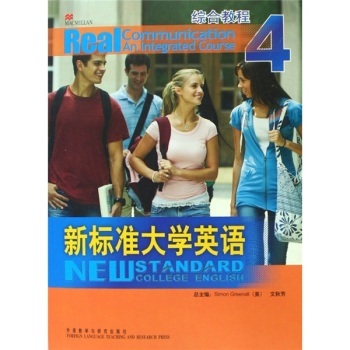 MACMILLAN
综合教程
Real Communication
An Integrated Course
4
新标准大学英语
NEW STANDARD
COLLEGE ENGLISH
总主编: Simon Greenall (英) 文秋芳
外语教学与研究出版社
FOREIGN LANGUAGE TEACHING AND RESEARCH PRESS